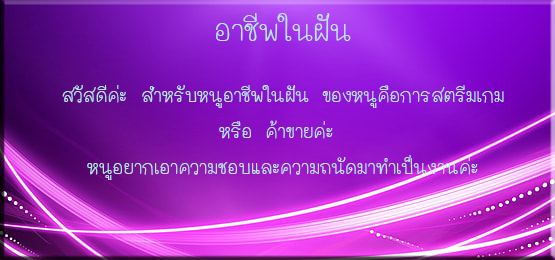 อาชีพในฝัน
สวัสดีค่ะ สำหรับหนูอาชีพในฝัน ของหนูคือการสตรีมเกม
หรือ ค้าขายค่ะ
หนูอยากเอาความชอบและความถนัดมาทำเป็นงานค่ะ